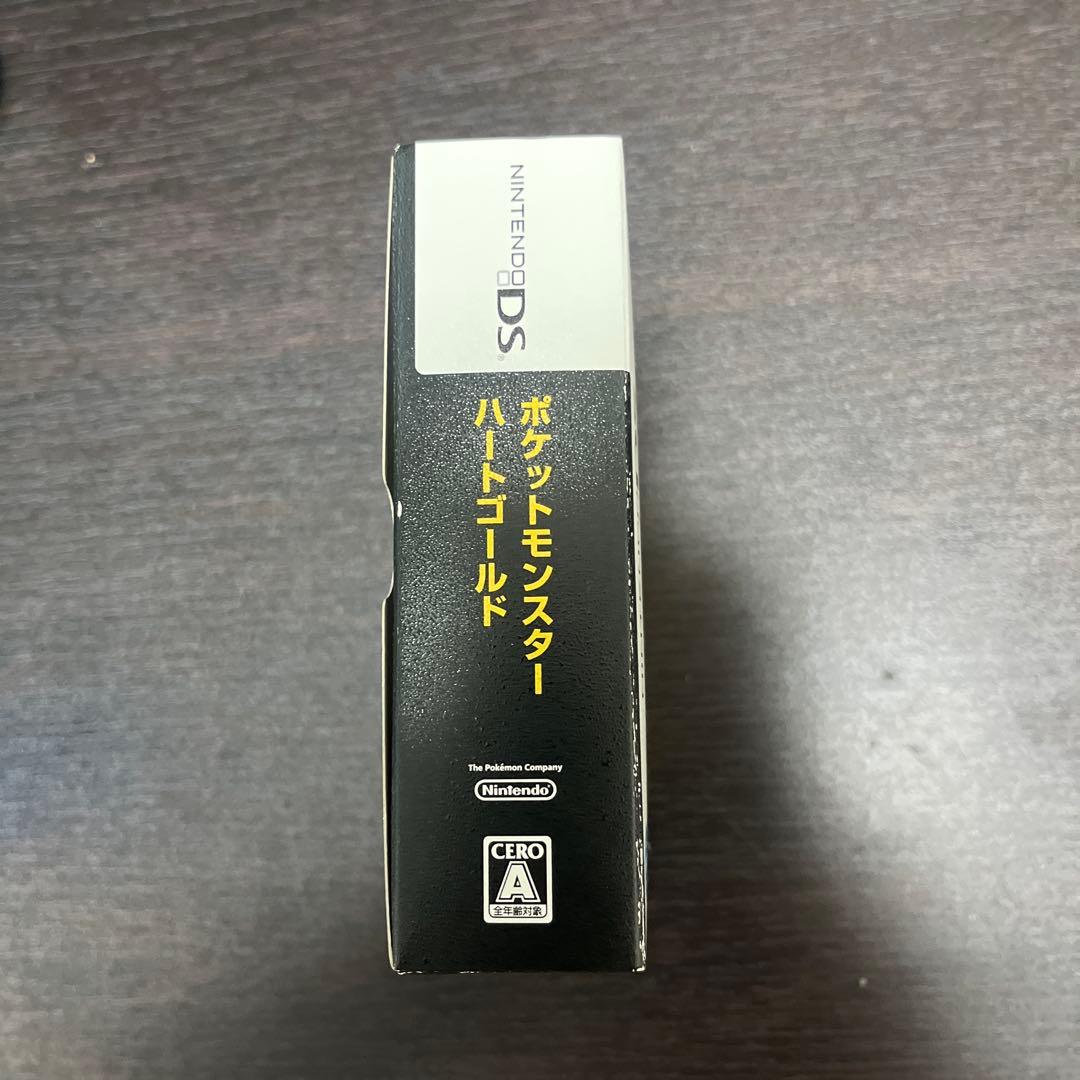 NINTENDO DS®
ポケットモンスター
ハートゴールド
The Pokémon Company
Nintendo®
CERO
A
全年齢対象